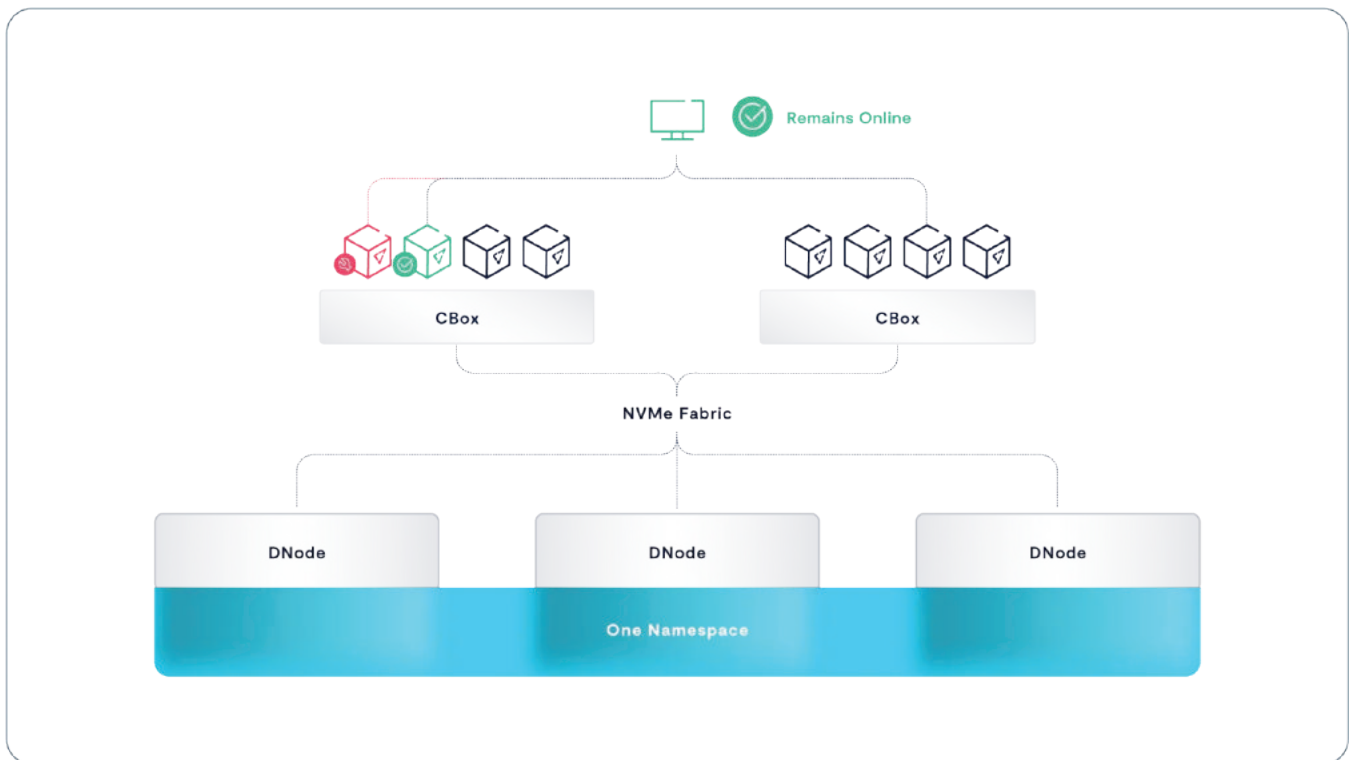 Remains Online
CBox
CBox
NVMe Fabric
DNode
DNode
DNode
One Namespace